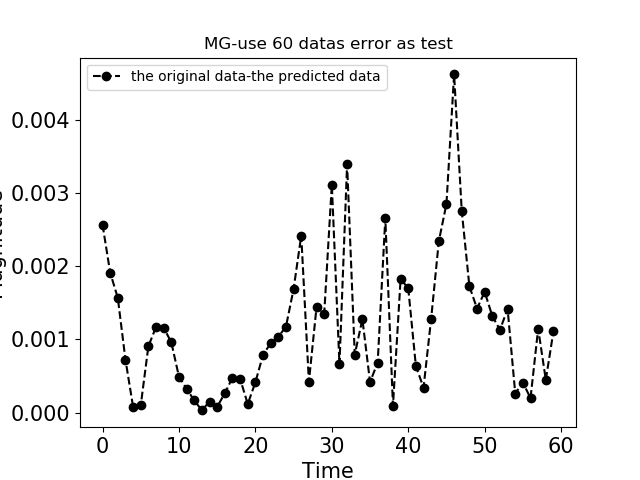 MG-use 60 datas error as test
the original data-the predicted data
0.004
0.003
0.002
0.001
0.000
0 10 20 30 40 50 60
Time